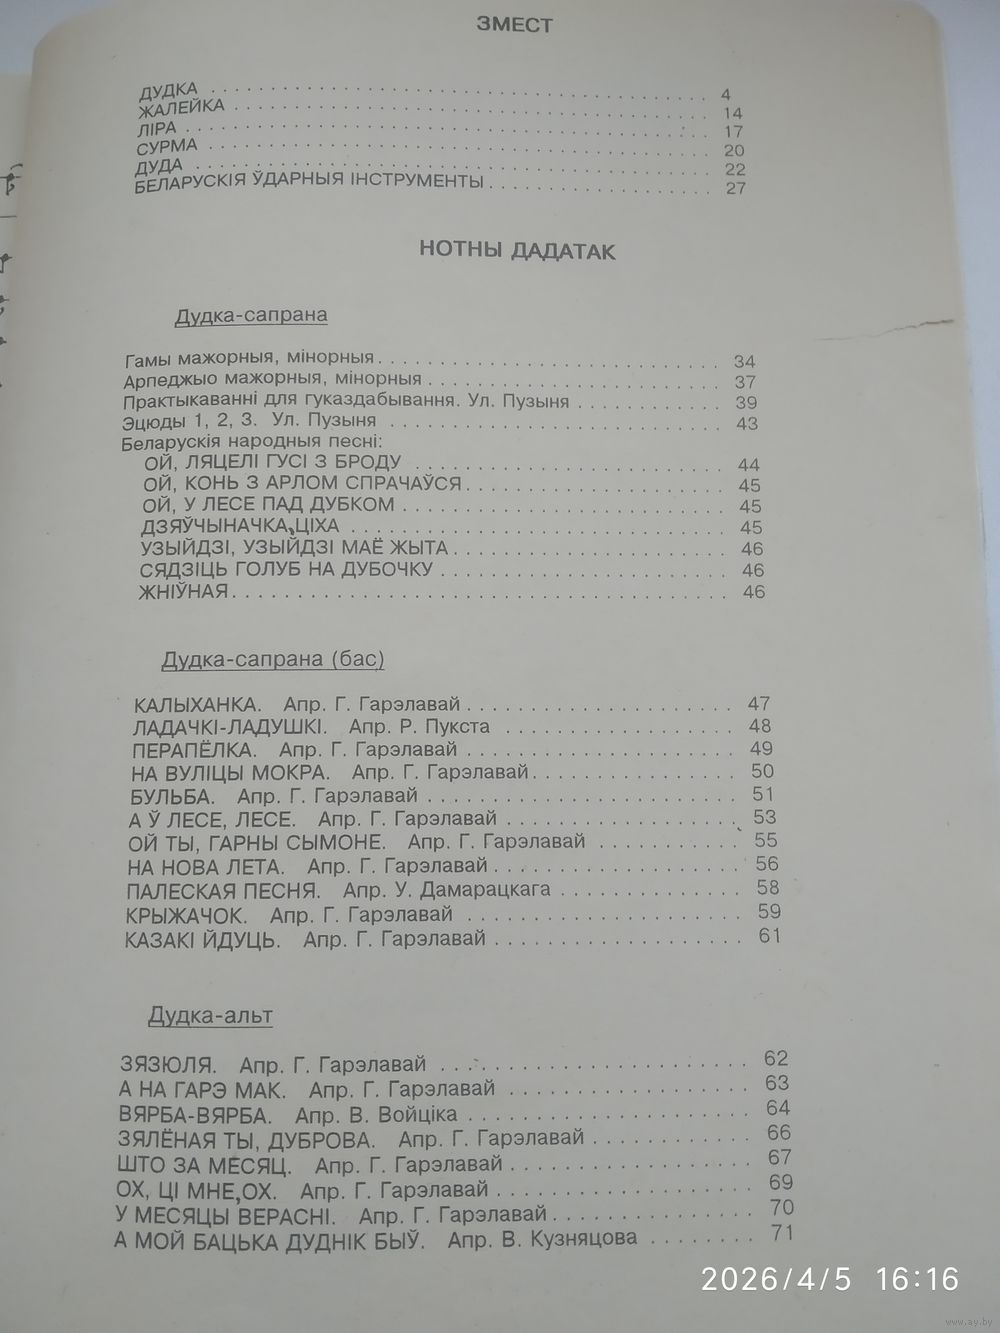 ЗМЕСТ
ДУДКА . . . . . . . . . . . . . . . . . . . . . . . . . . . . . . 4
ЖАЛЕЙКА . . . . . . . . . . . . . . . . . . . . . . . . . . . . . . 14
ЛІРА . . . . . . . . . . . . . . . . . . . . . . . . . . . . . . 17
СУРМА . . . . . . . . . . . . . . . . . . . . . . . . . . . . . . 20
ДУДА . . . . . . . . . . . . . . . . . . . . . . . . . . . . . . 22
БЕЛАРУСКІЯ ЎДАРНЫЯ ІНСТРУМЕНТЫ . . . . . . . . . . . . . . 27
НОТНЫ ДАДАТАК
Дудка-сапрана
Гамы мажорныя, мінорныя . . . . . . . . . . . . . . . . . . . . 34
Арпеджыо мажорныя, мінорныя . . . . . . . . . . . . . . . . . 37
Практыкаванні для гуказдабывання. Ул. Пузыня . . . . . . . . 39
Эцюды 1, 2, 3. Ул. Пузыня . . . . . . . . . . . . . . . . . . . 43
Беларускія народныя песні:
ОЙ, ЛЯЦЕЛІ ГУСІ З БРОДУ . . . . . . . . . . . . . . . . . . 44
ОЙ, КОНЬ З АРЛОМ СПРАЧАЎСЯ . . . . . . . . . . . . . . . 45
ОЙ, У ЛЕСЕ ПАД ДУБКОМ . . . . . . . . . . . . . . . . . . . 45
ДЗЯЎЧЫНАЧКА, ЦІХА . . . . . . . . . . . . . . . . . . . . . 45
УЗЫЙДЗІ, УЗЫЙДЗІ МАЁ ЖЫТА . . . . . . . . . . . . . . . . 46
СЯДЗІЦЬ ГОЛУБ НА ДУБОЧКУ . . . . . . . . . . . . . . . . . 46
ЖНІЎНАЯ . . . . . . . . . . . . . . . . . . . . . . . . . . . . 46
Дудка-сапрана (бас)
КАЛЫХАНКА. Апр. Г. Гарэлавай . . . . . . . . . . . . . . . . 47
ЛАДАЧКІ-ЛАДУШКІ. Апр. Р. Пукста . . . . . . . . . . . . . . 48
ПЕРАПЁЛКА. Апр. Г. Гарэлавай . . . . . . . . . . . . . . . . 49
НА ВУЛІЦЫ МОКРА. Апр. Г. Гарэлавай . . . . . . . . . . . . 50
БУЛЬБА. Апр. Г. Гарэлавай . . . . . . . . . . . . . . . . . . 51
А Ў ЛЕСЕ, ЛЕСЕ. Апр. Г. Гарэлавай . . . . . . . . . . . . . 53
ОЙ ТЫ, ГАРНЫ СЫМОНЕ. Апр. Г. Гарэлавай . . . . . . . . . 55
НА НОВА ЛЕТА. Апр. Г. Гарэлавай . . . . . . . . . . . . . . 56
ПАЛЕСКАЯ ПЕСНЯ. Апр. У. Дамарацкага . . . . . . . . . . . 58
КРЫЖАЧОК. Апр. Г. Гарэлавай . . . . . . . . . . . . . . . . 59
КАЗАКІ ЙДУЦЬ. Апр. Г. Гарэлавай . . . . . . . . . . . . . . 61
Дудка-альт
ЗЯЗЮЛЯ. Апр. Г. Гарэлавай . . . . . . . . . . . . . . . . . . 62
А НА ГАРЭ МАК. Апр. Г. Гарэлавай . . . . . . . . . . . . . 63
ВЯРБА-ВЯРБА. Апр. В. Войціка . . . . . . . . . . . . . . . . 64
ЗЯЛЁНАЯ ТЫ, ДУБРОВА. Апр. Г. Гарэлавай . . . . . . . . . 66
ШТО ЗА МЕСЯЦ. Апр. Г. Гарэлавай . . . . . . . . . . . . . . 67
ОХ, ЦІ МНЕ, ОХ. Апр. Г. Гарэлавай . . . . . . . . . . . . . . 69
У МЕСЯЦЫ ВЕРАСНІ. Апр. Г. Гарэлавай . . . . . . . . . . . 70
А МОЙ БАЦЬКА ДУДНІК БЫЎ. Апр. В. Кузняцова . . . . . . . 71
2026/4/5 16:16
www.ay.by